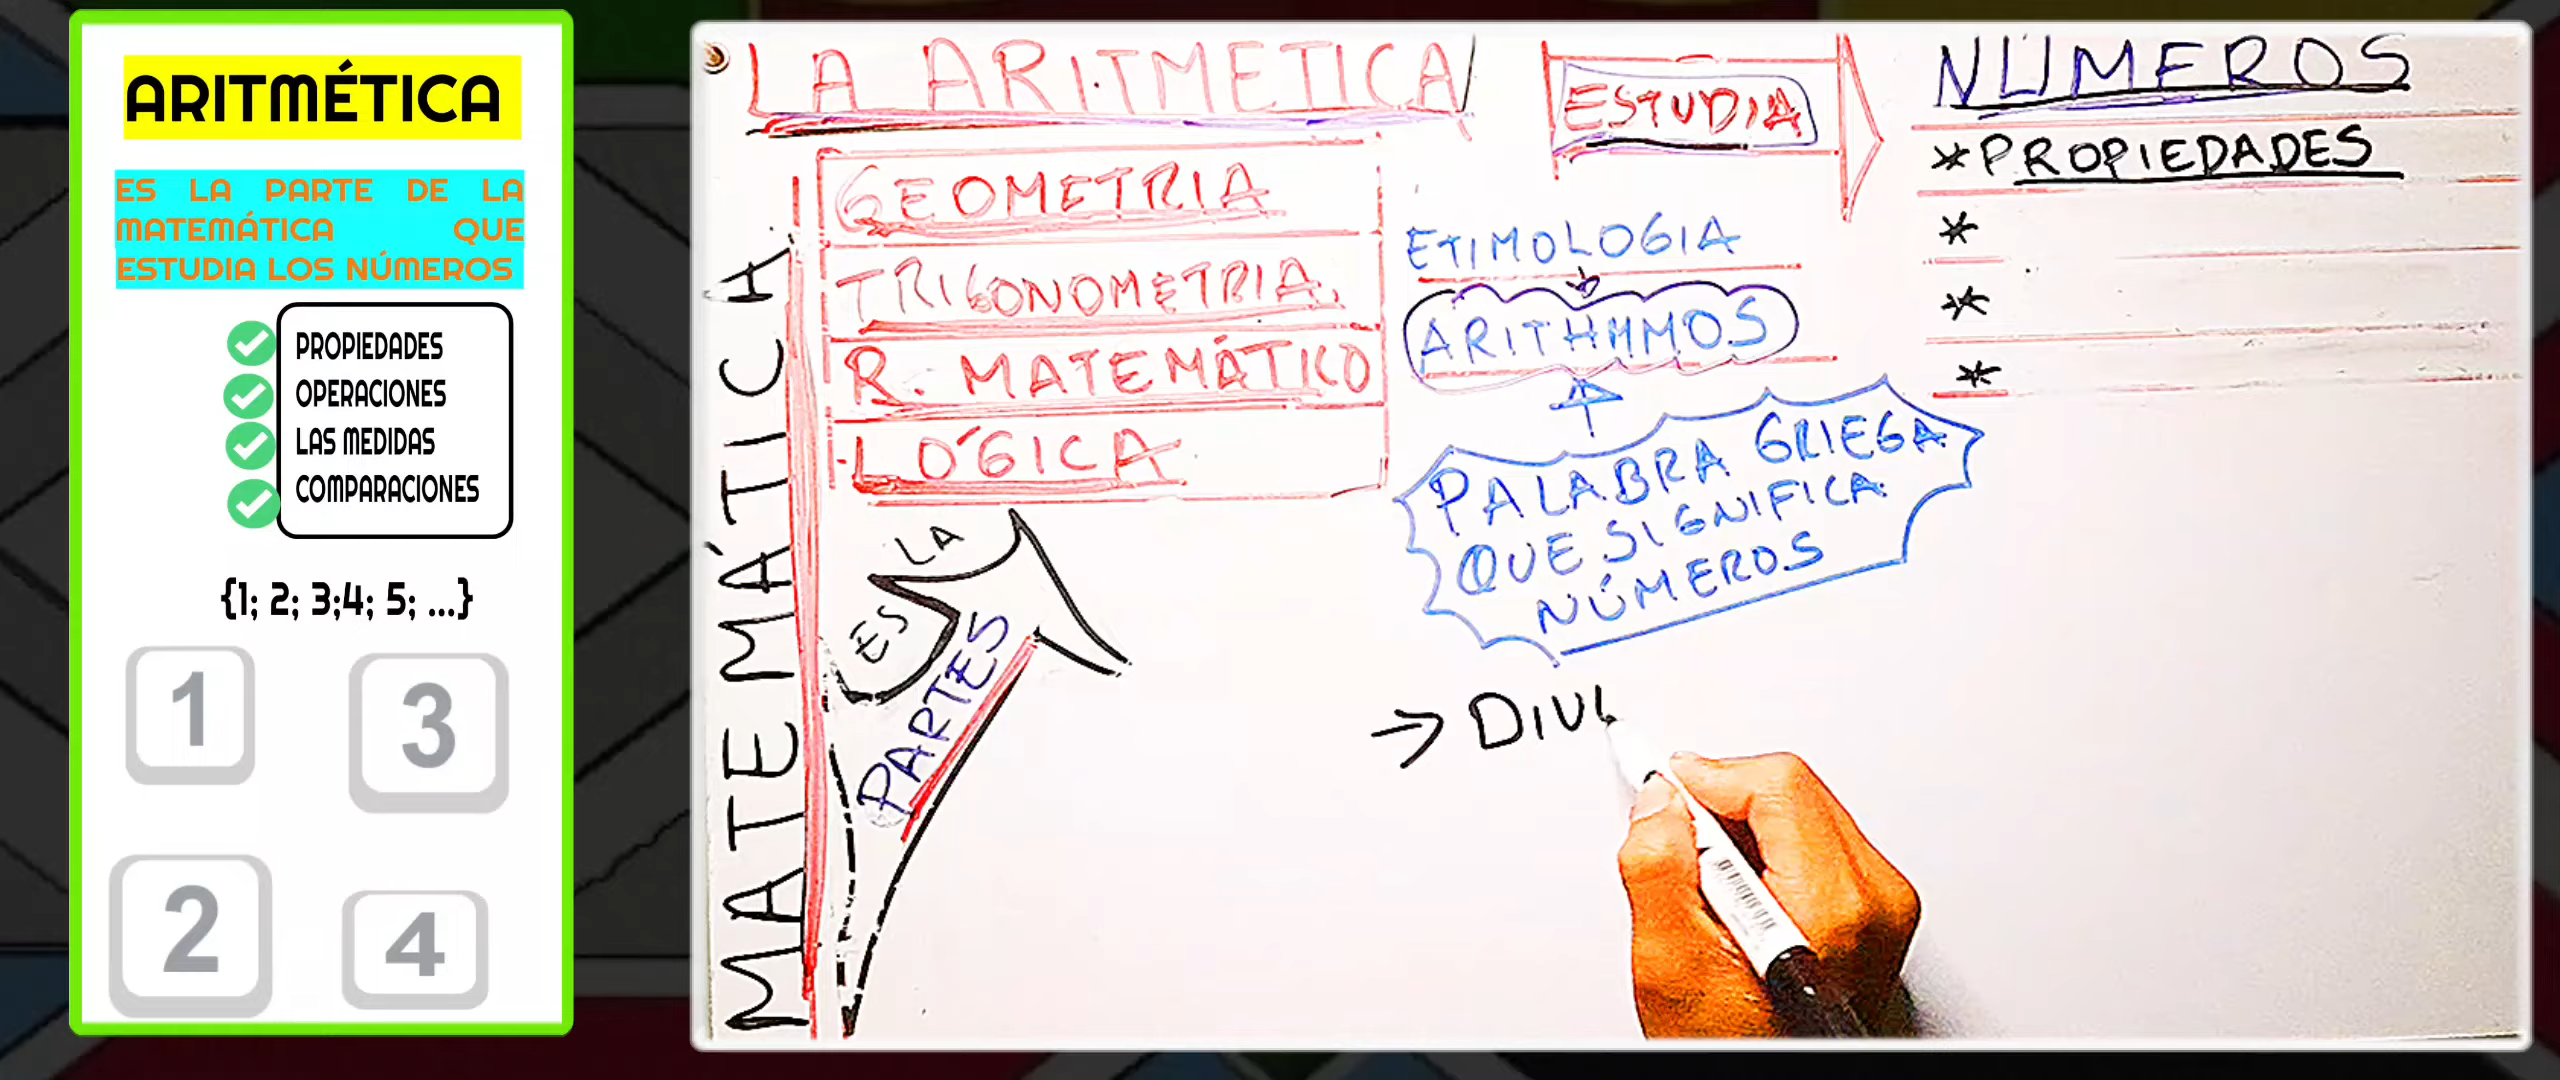 ARITMÉTICA
ES LA PARTE DE LA
MATEMÁTICA QUE
ESTUDIA LOS NÚMEROS
PROPIEDADES
OPERACIONES
LAS MEDIDAS
COMPARACIONES
{1; 2; 3;4; 5; ...}
1
3
2
4
LA ARITMETICA
ESTUDIA
NÚMEROS
*PROPIEDADES
*
*
*
MATEMÁTICA
GEOMETRIA
TRIGONOMETRIA
R. MATEMÁTICO
LÓGICA
ES LA
PARTES
ETIMOLOGIA
ARITHMMOS
PALABRA GRIEGA
QUE SIGNIFICA
NÚMEROS
→ DIVI